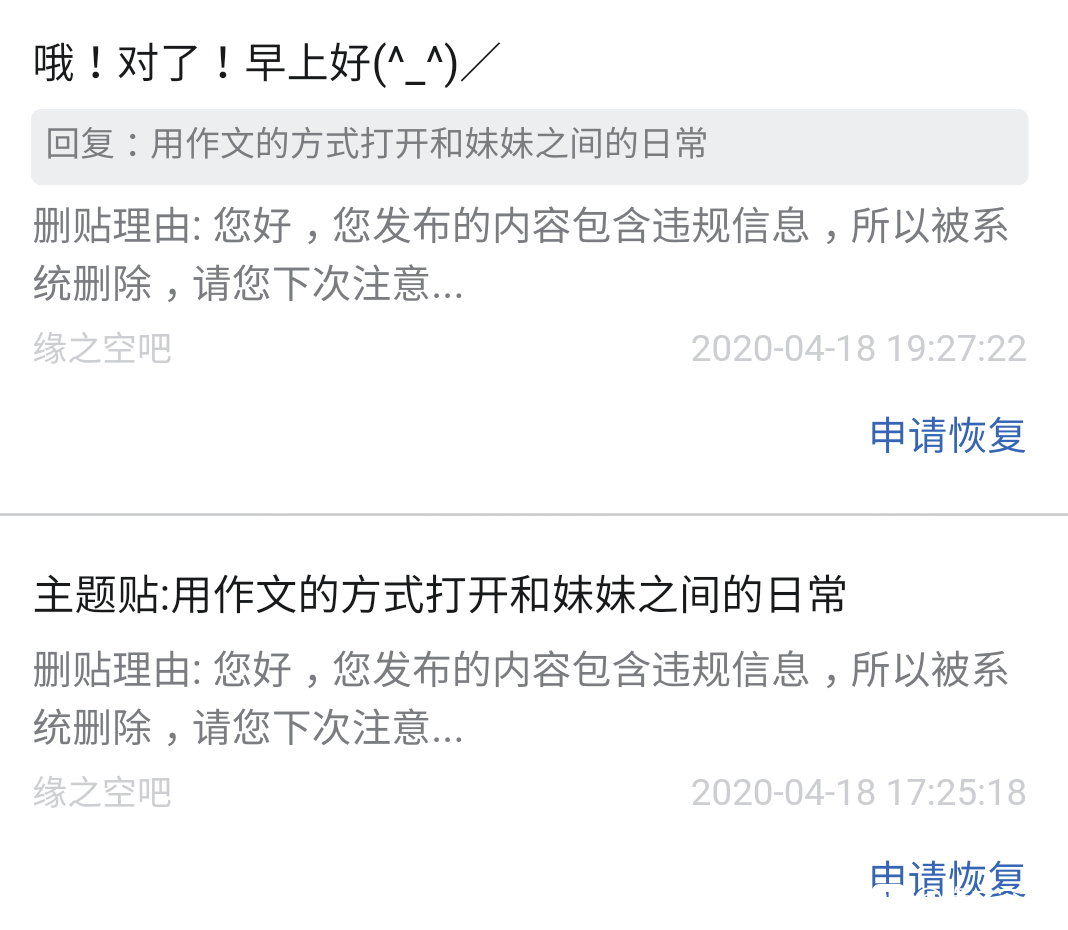 哦！对了！早上好(^_^)／
回复：用作文的方式打开和妹妹之间的日常
删贴理由: 您好，您发布的内容包含违规信息，所以被系
统删除，请您下次注意...
缘之空吧 2020-04-18 19:27:22
申请恢复
主题贴:用作文的方式打开和妹妹之间的日常
删贴理由: 您好，您发布的内容包含违规信息，所以被系
统删除，请您下次注意...
缘之空吧 2020-04-18 17:25:18
申请恢复